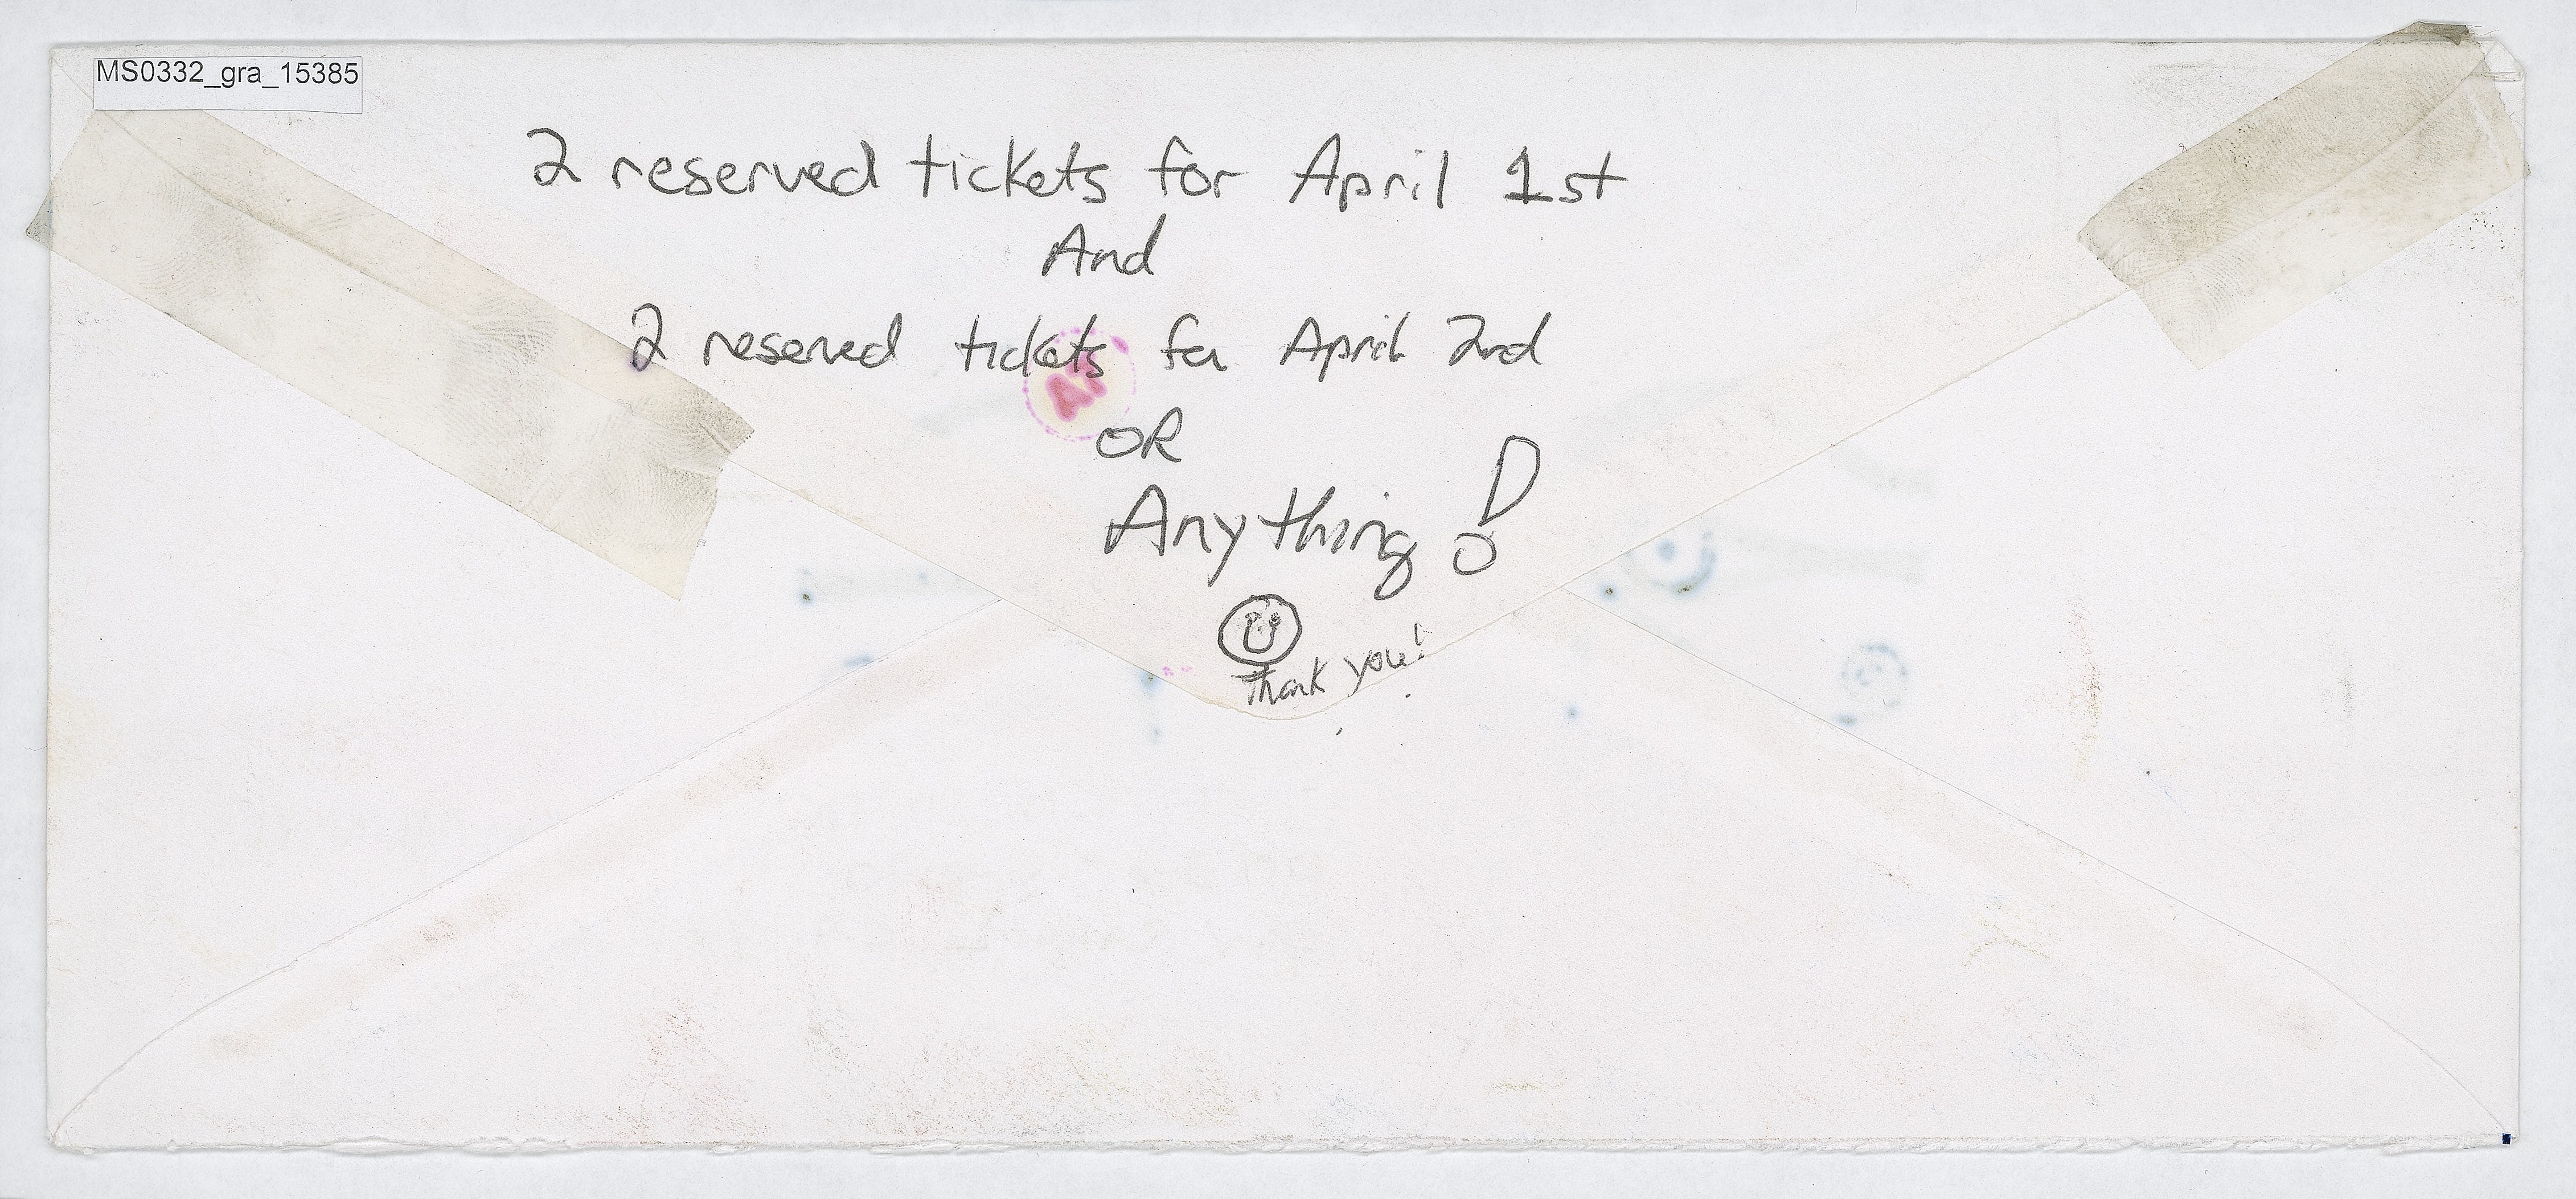 MS0332_gra_15385
2 reserved tickets for April 1st
And
2 reserved tickets for April 2nd
OR
Anything!
Thank you!